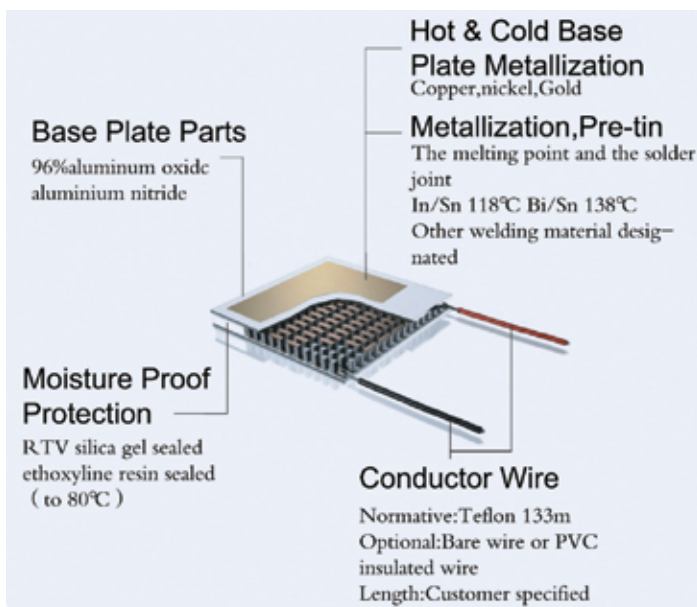 Hot & Cold Base
Plate Metallization
Copper,nickel,Gold
Base Plate Parts
96%aluminum oxide
aluminium nitride
Metallization,Pre-tin
The melting point and the solder
joint
In/Sn 118℃ Bi/Sn 138℃
Other welding material desig-
nated
Moisture Proof
Protection
RTV silica gel sealed
ethoxyline resin sealed
( to 80℃ )
Conductor Wire
Normative:Teflon 133m
Optional:Bare wire or PVC
insulated wire
Length:Customer specified